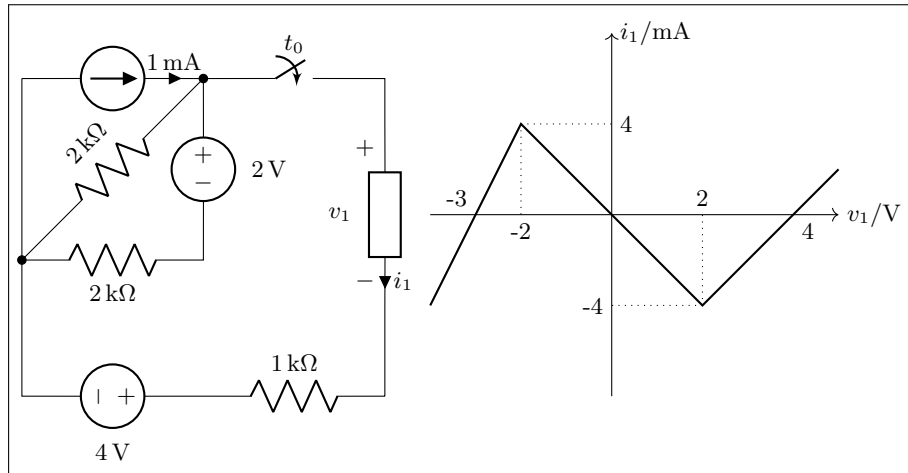 1 mA
t₀
i₁/mA
2 kΩ
+
−
2 V
+
v₁
−
i₁
2 kΩ
− +
4 V
1 kΩ
4
-3
2
v₁/V
-2
4
-4